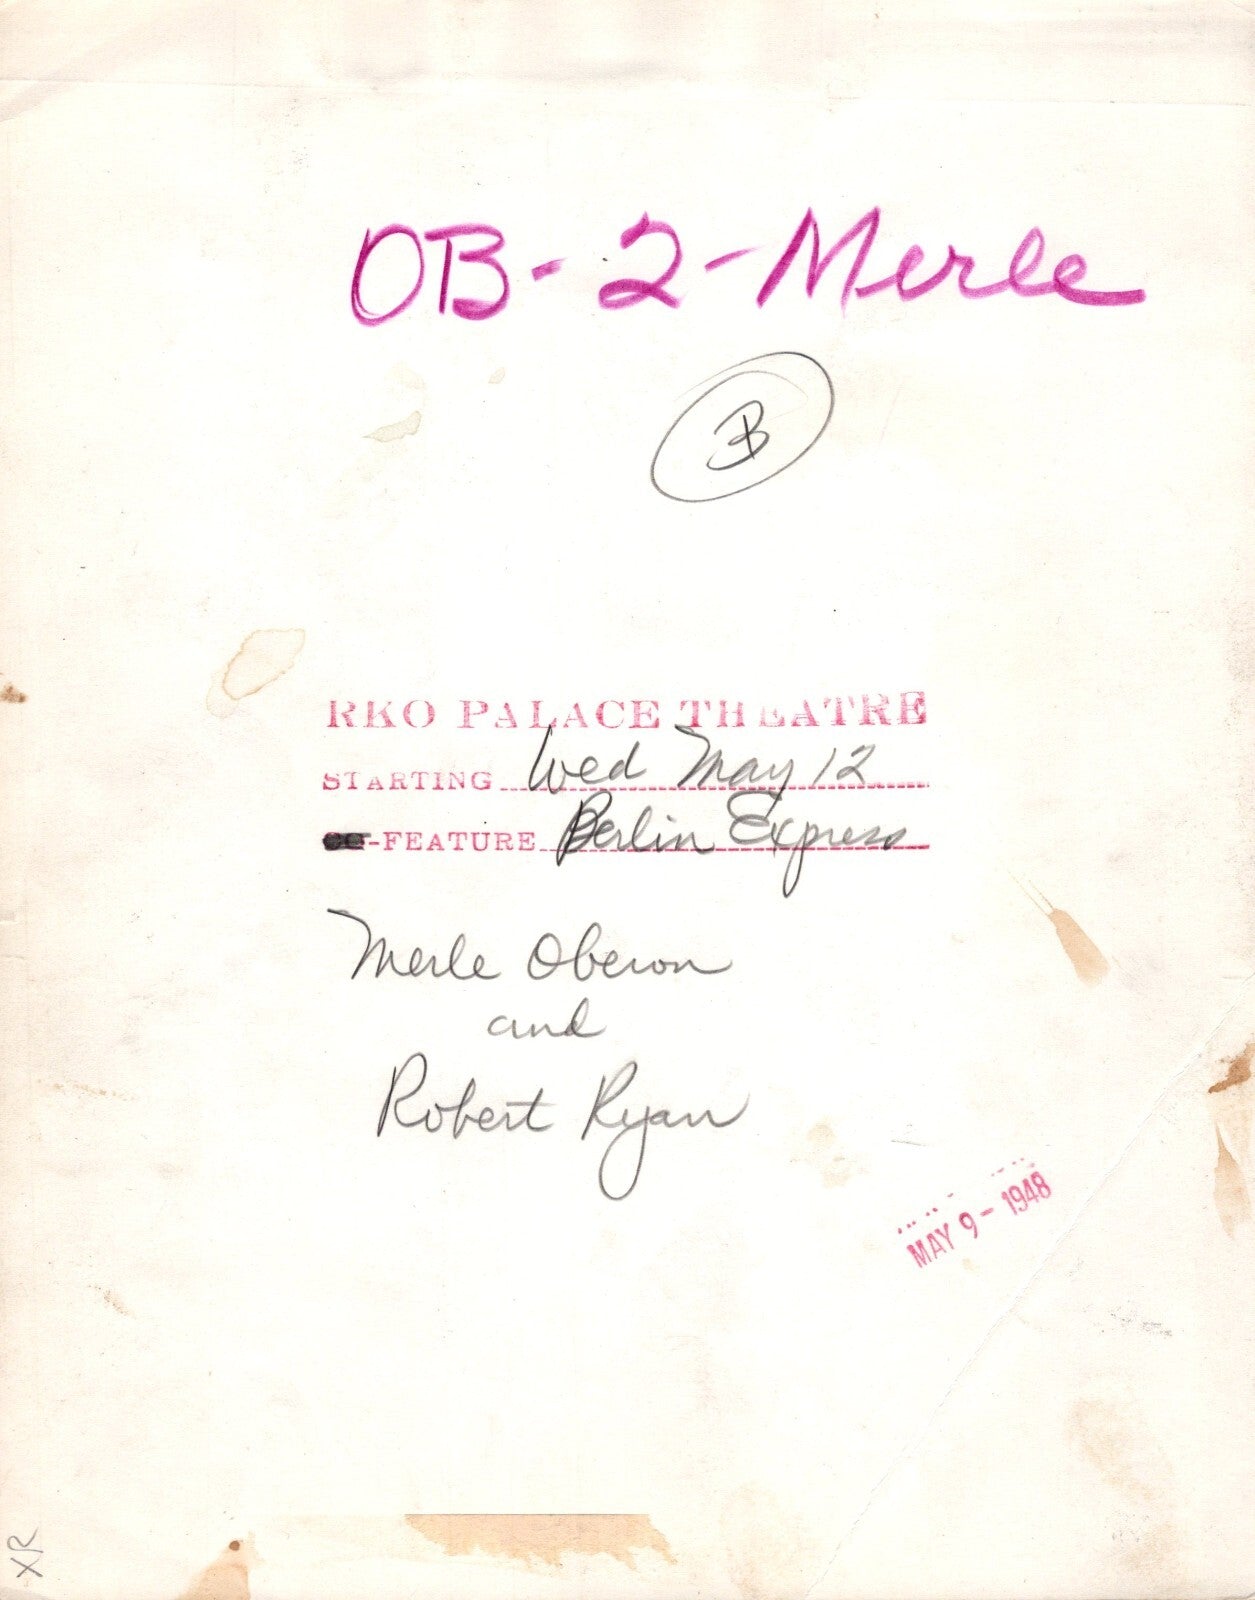 OB-2-Merle
B
RKO PALACE THEATRE
STARTING Wed May 12
-FEATURE Berlin Express
Merle Oberon
and
Robert Ryan
MAY 9 - 1948
XR